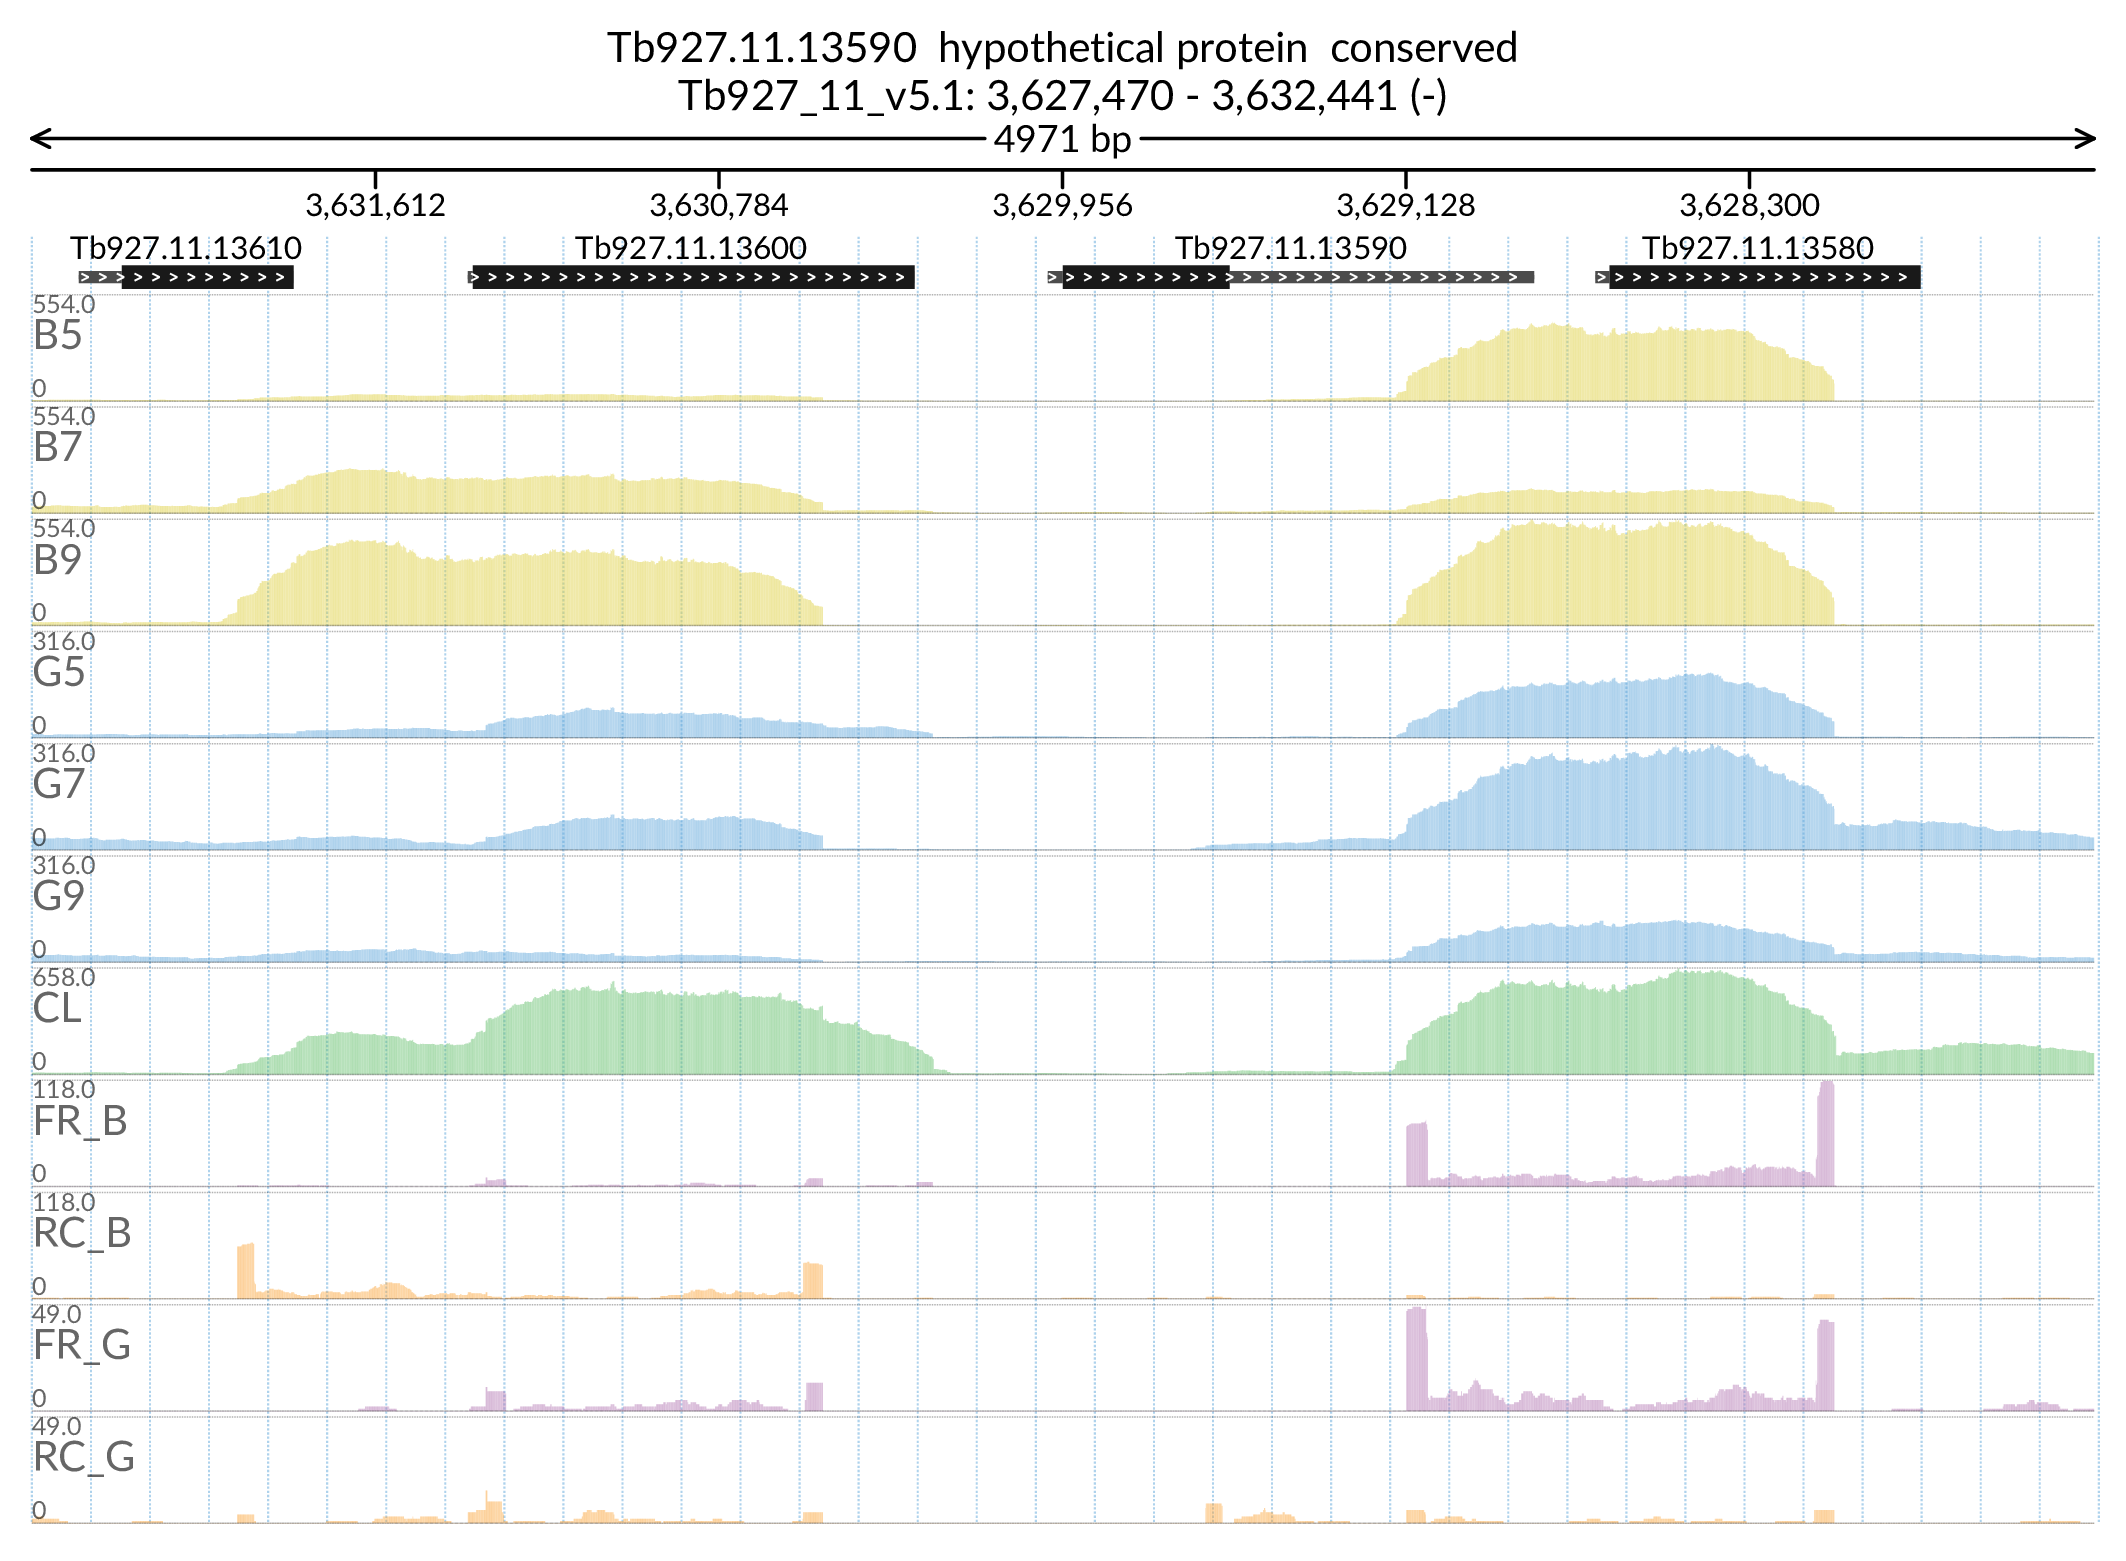 Tb927.11.13590 hypothetical protein conserved
Tb927_11_v5.1: 3,627,470 - 3,632,441 (-)
4971 bp
3,631,612 3,630,784 3,629,956 3,629,128 3,628,300
Tb927.11.13610 Tb927.11.13600 Tb927.11.13590 Tb927.11.13580
554.0
B5
0
554.0
B7
0
554.0
B9
0
316.0
G5
0
316.0
G7
0
316.0
G9
0
658.0
CL
0
118.0
FR_B
0
118.0
RC_B
0
49.0
FR_G
0
49.0
RC_G
0